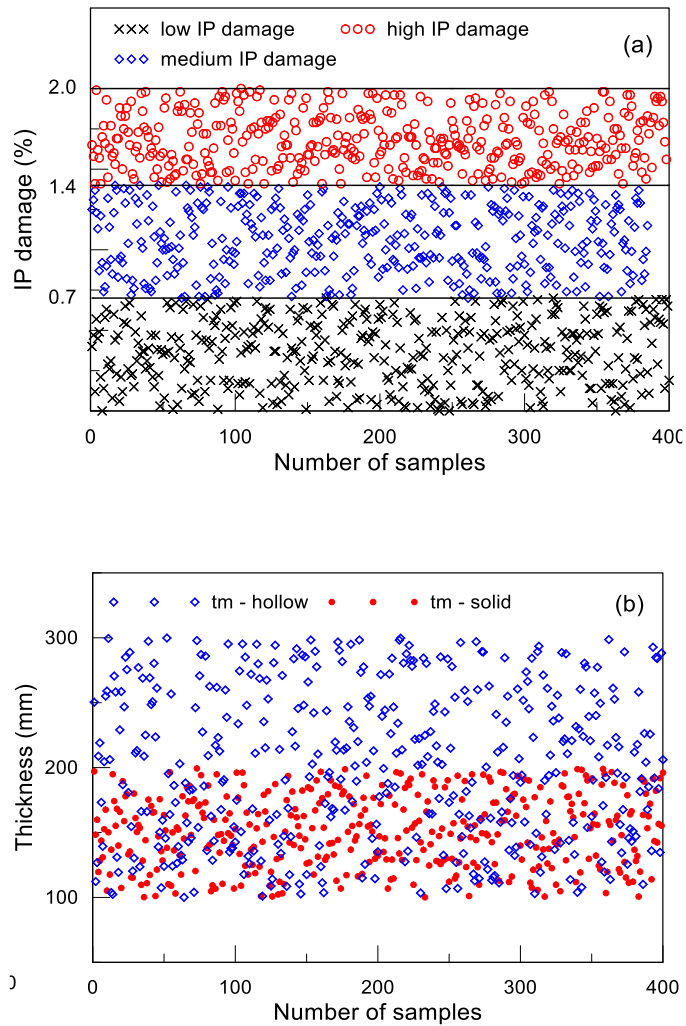 low IP damage high IP damage
(a)
medium IP damage
2.0
1.4
0.7
IP damage (%)
0 100 200 300 400
Number of samples
tm - hollow tm - solid (b)
300
200
100
Thickness (mm)
0
0 100 200 300 400
Number of samples